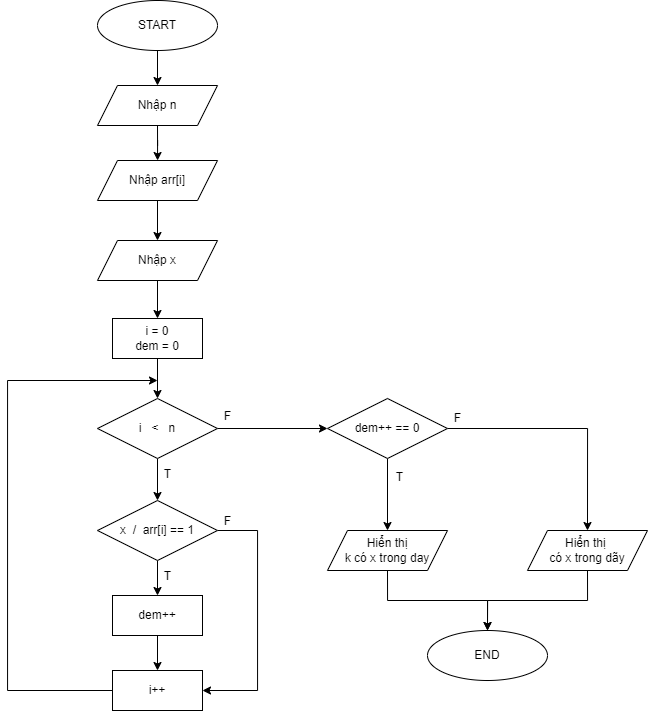 START
Nhập n
Nhập arr[i]
Nhập x
i = 0
dem = 0
i < n
F
T
x / arr[i] == 1
F
T
dem++
i++
dem++ == 0
F
T
Hiển thị
k có x trong day
Hiển thị
có x trong dãy
END